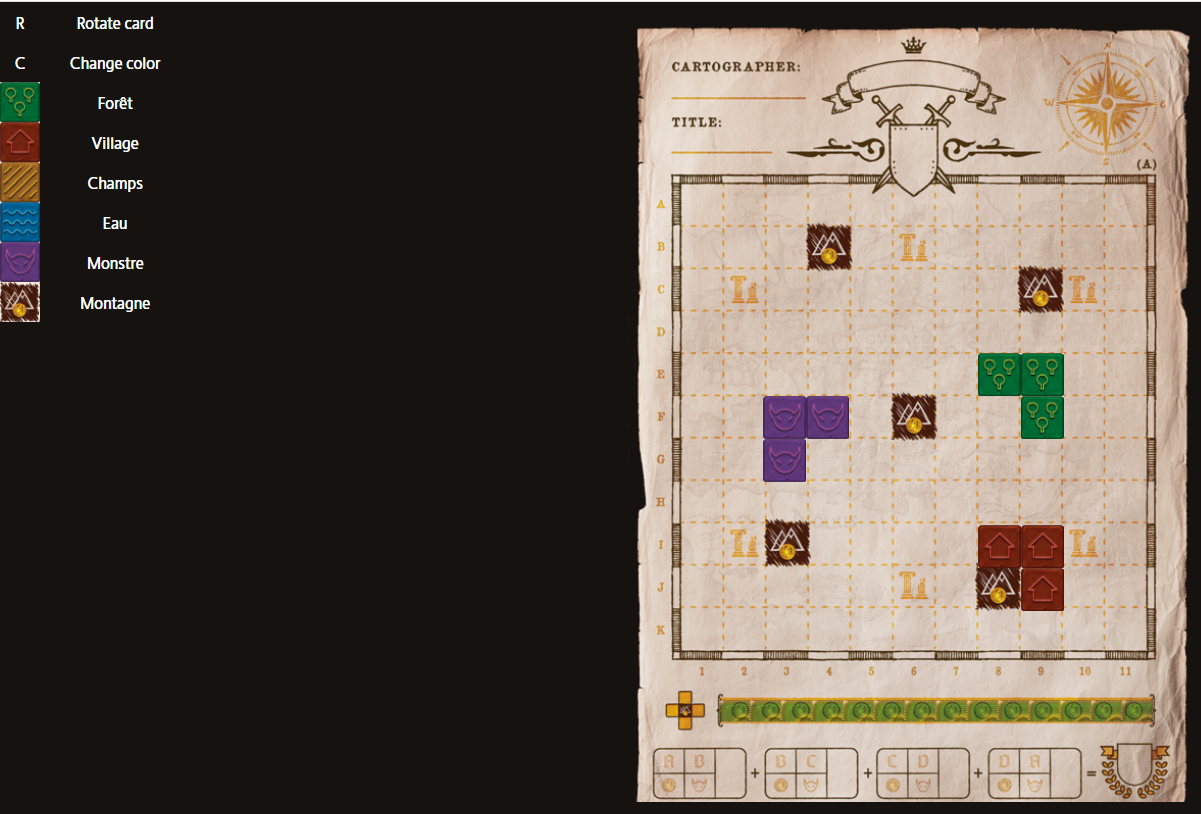 R Rotate card
C Change color
Forêt
Village
Champs
Eau
Monstre
Montagne
CARTOGRAPHER:
TITLE:
N
W E
S
(A)
A
B
C
D
E
F
G
H
I
J
K
1 2 3 4 5 6 7 8 9 10 11
A B + B C + C D + D A =